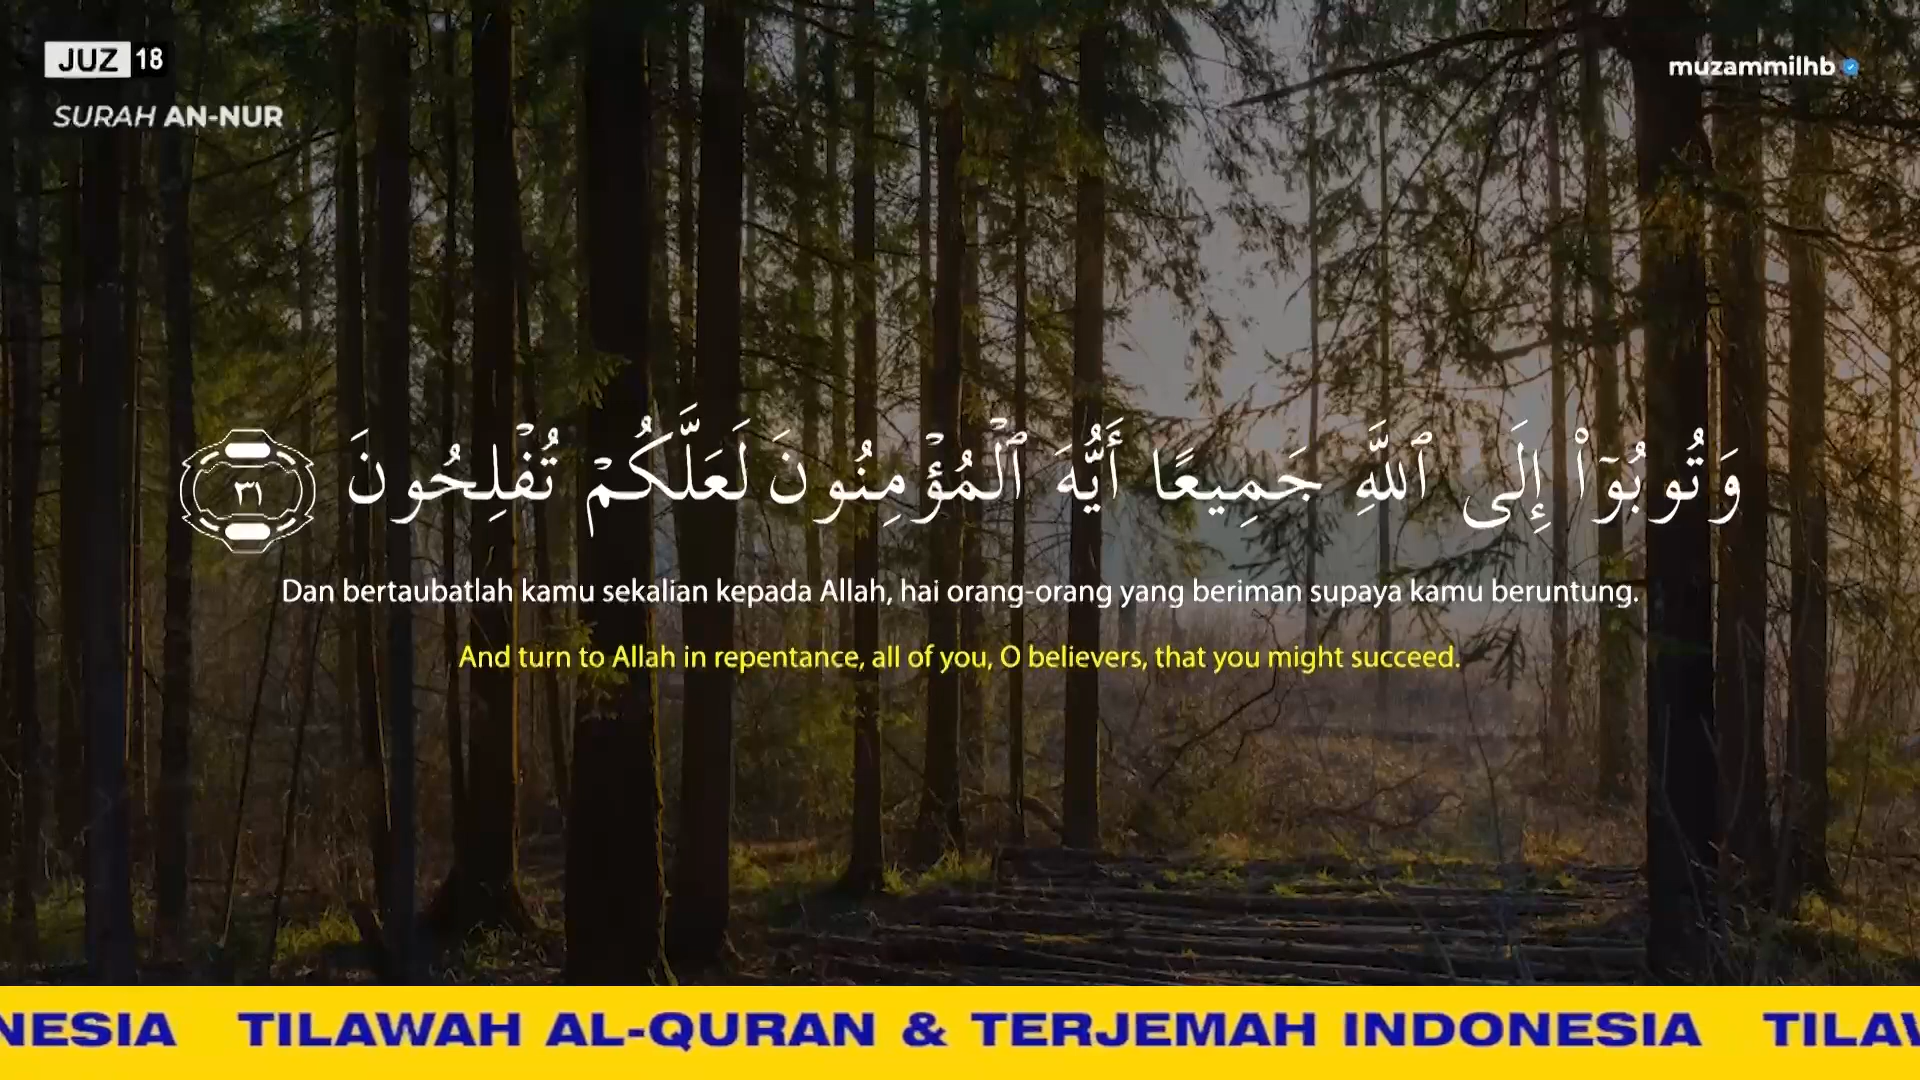 JUZ 18
muzammilhb
SURAH AN-NUR
وَتُوبُوٓا۟ إِلَى ٱللَّهِ جَمِيعًا أَيُّهَ ٱلْمُؤْمِنُونَ لَعَلَّكُمْ تُفْلِحُونَ ٣١
Dan bertaubatlah kamu sekalian kepada Allah, hai orang-orang yang beriman supaya kamu beruntung.
And turn to Allah in repentance, all of you, O believers, that you might succeed.
NESIA TILAWAH AL-QURAN & TERJEMAH INDONESIA TILAW